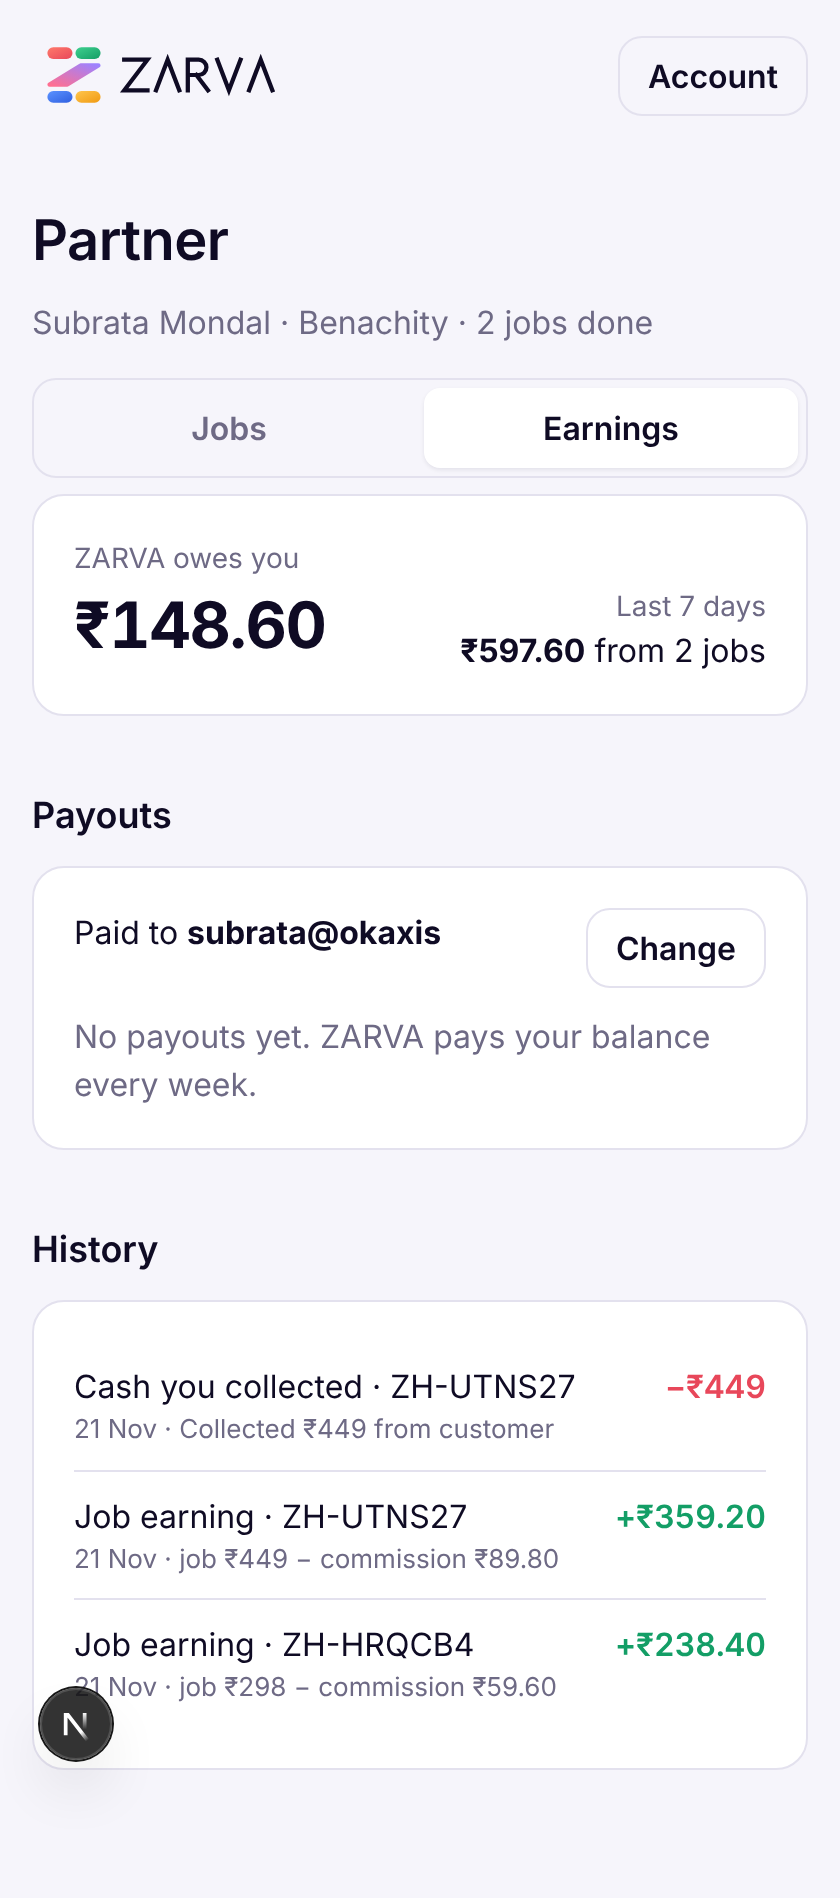 ZARVA
Account
Partner
Subrata Mondal · Benachity · 2 jobs done
Jobs
Earnings
ZARVA owes you
₹148.60
Last 7 days
₹597.60 from 2 jobs
Payouts
Paid to subrata@okaxis
Change
No payouts yet. ZARVA pays your balance
every week.
History
Cash you collected · ZH-UTNS27
−₹449
21 Nov · Collected ₹449 from customer
Job earning · ZH-UTNS27
+₹359.20
21 Nov · job ₹449 − commission ₹89.80
Job earning · ZH-HRQCB4
+₹238.40
21 Nov · job ₹298 − commission ₹59.60
N